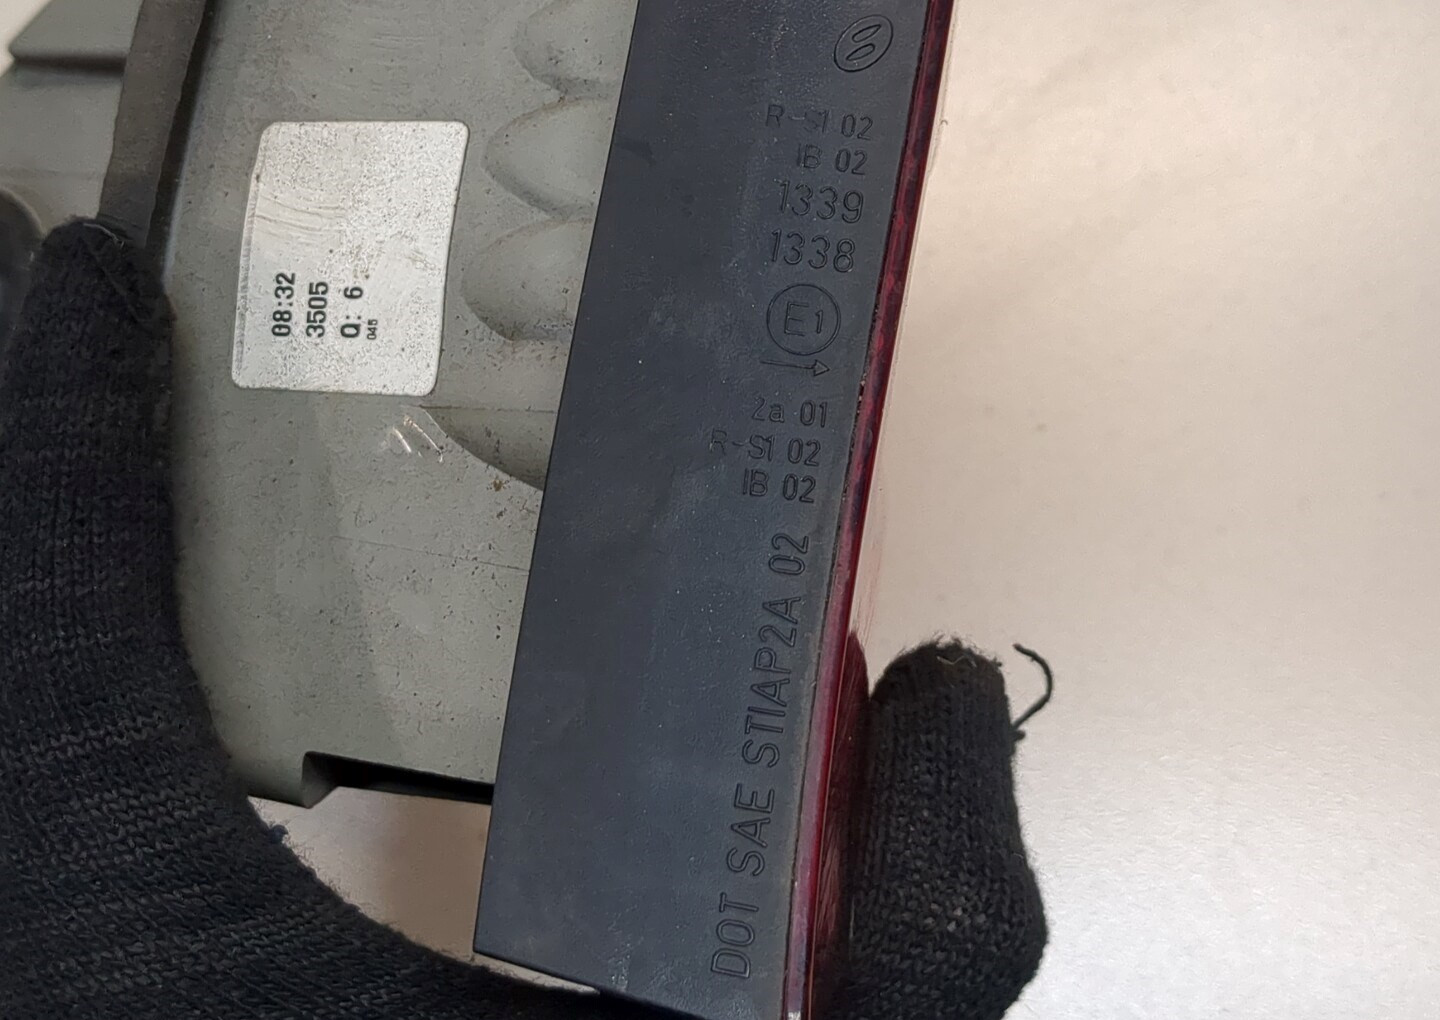 R-S1 02
IB 02
1339
1338
E1
2a 01
R-S1 02
IB 02
DOT SAE STIAP2A 02
08:32
3505
Q: 6
045